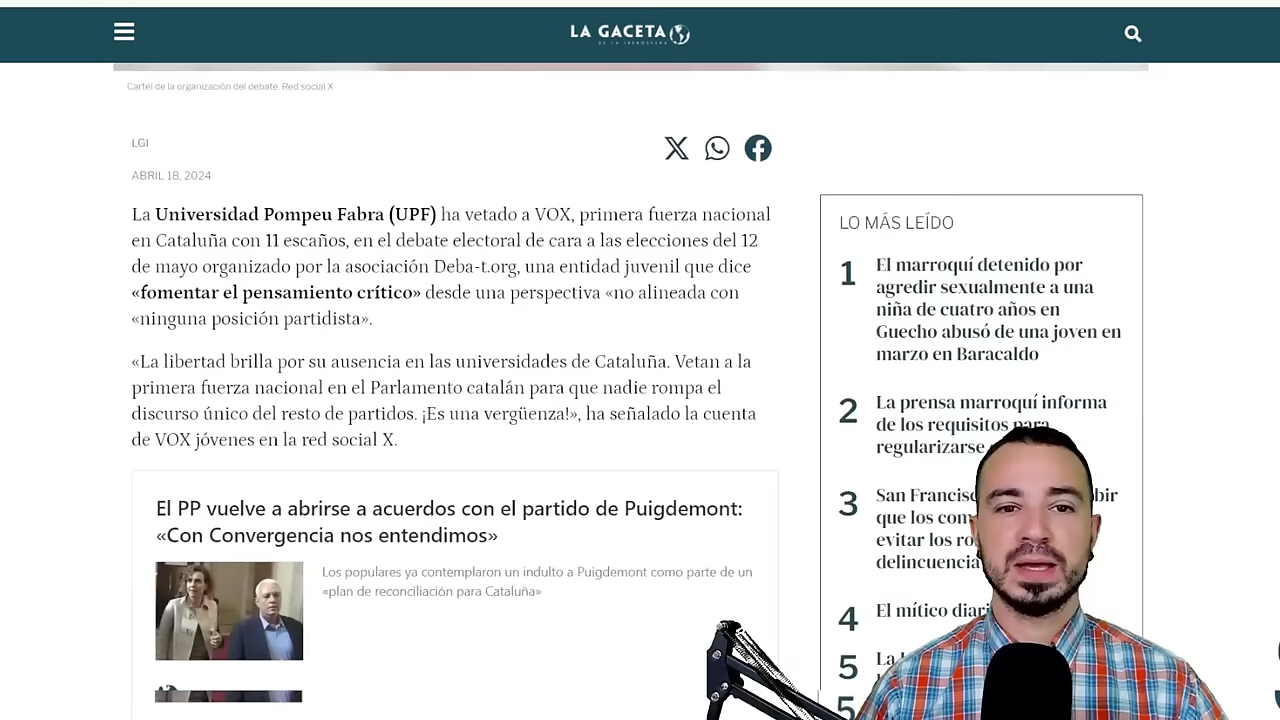 LA GACETA
DE LA IBEROSFERA
Cartel de la organización del debate. Red social X
LGI
ABRIL 18, 2024
La Universidad Pompeu Fabra (UPF) ha vetado a VOX, primera fuerza nacional
en Cataluña con 11 escaños, en el debate electoral de cara a las elecciones del 12
de mayo organizado por la asociación Deba-t.org, una entidad juvenil que dice
«fomentar el pensamiento crítico» desde una perspectiva «no alineada con
«ninguna posición partidista».
«La libertad brilla por su ausencia en las universidades de Cataluña. Vetan a la
primera fuerza nacional en el Parlamento catalán para que nadie rompa el
discurso único del resto de partidos. ¡Es una vergüenza!», ha señalado la cuenta
de VOX jóvenes en la red social X.
El PP vuelve a abrirse a acuerdos con el partido de Puigdemont:
«Con Convergencia nos entendimos»
Los populares ya contemplaron un indulto a Puigdemont como parte de un
«plan de reconciliación para Cataluña»
LO MÁS LEÍDO
1
El marroquí detenido por
agredir sexualmente a una
niña de cuatro años en
Guecho abusó de una joven en
marzo en Baracaldo
2
La prensa marroquí informa
de los requisitos para
regularizarse
3
San Francisc
que los com
evitar los ro
delincuencia
4
El mítico diari
5
La
5